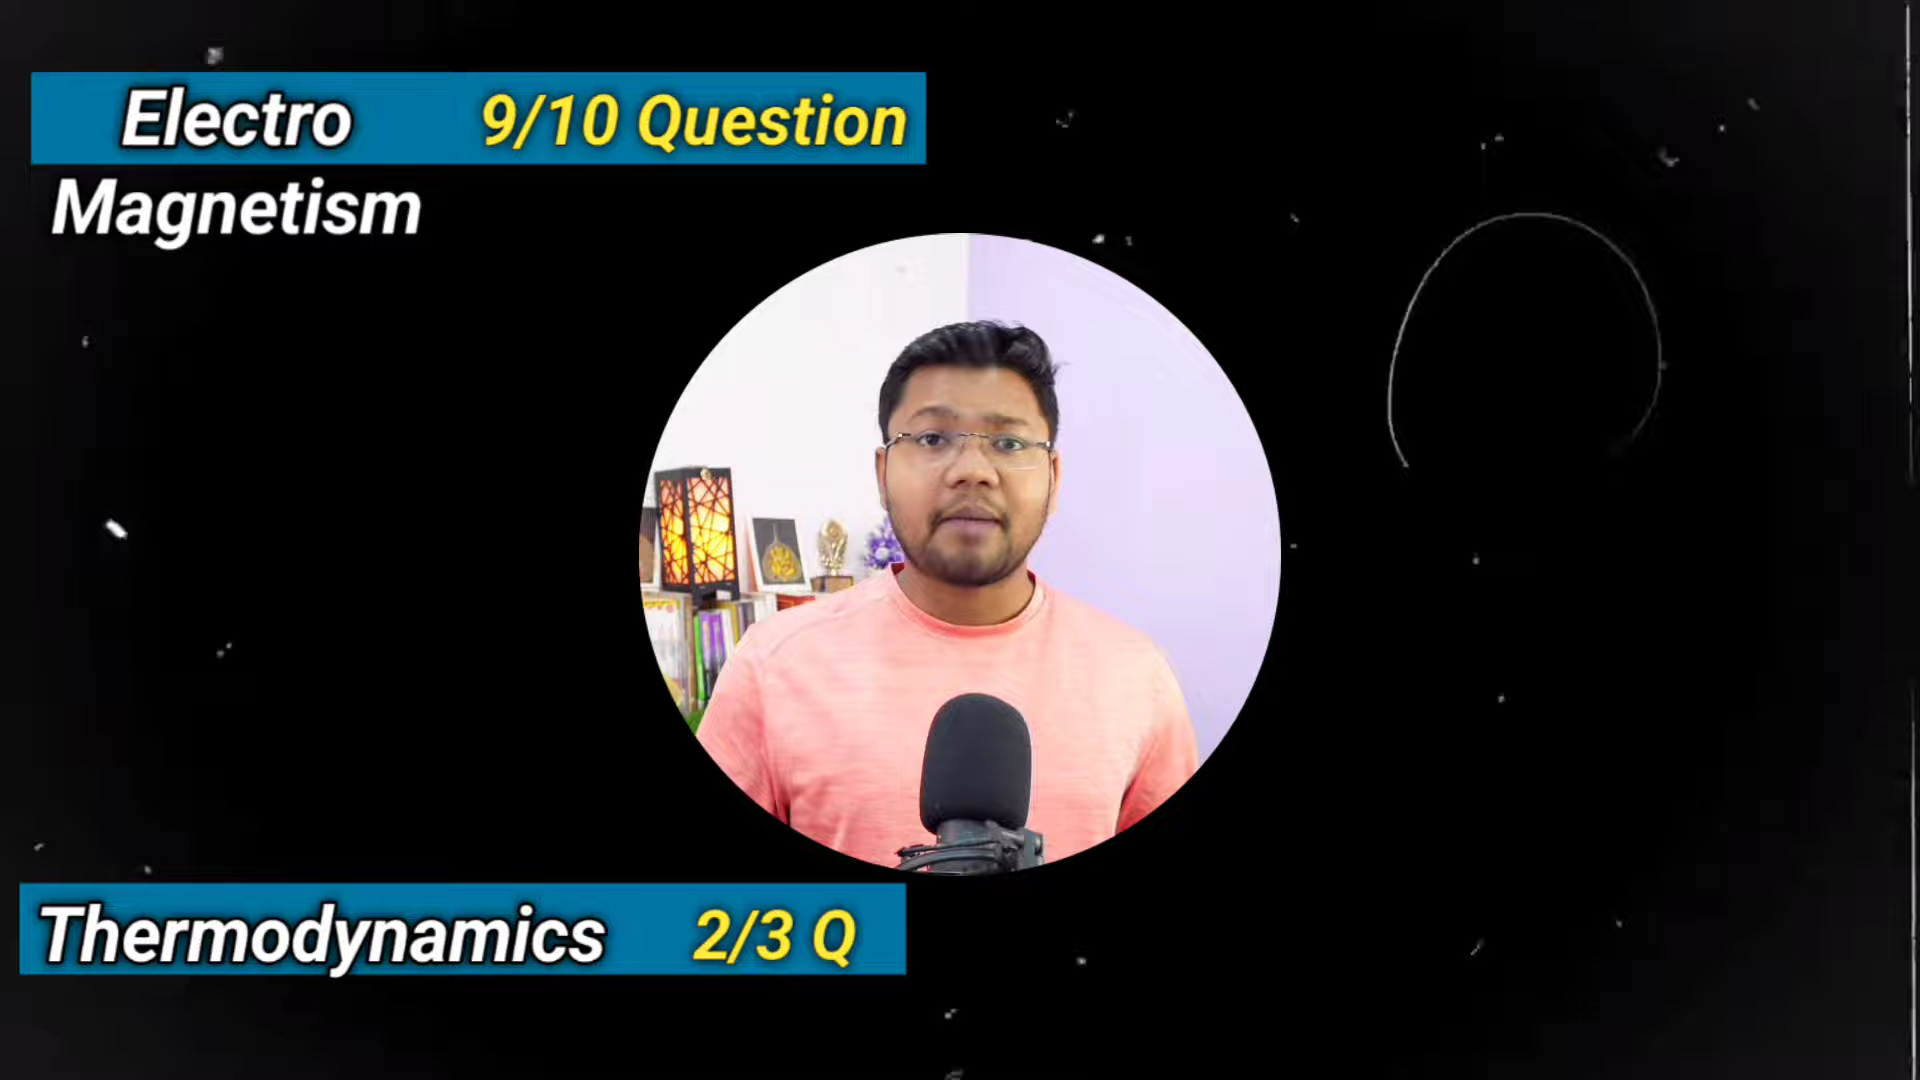 Electro 9/10 Question
Magnetism
Thermodynamics 2/3 Q